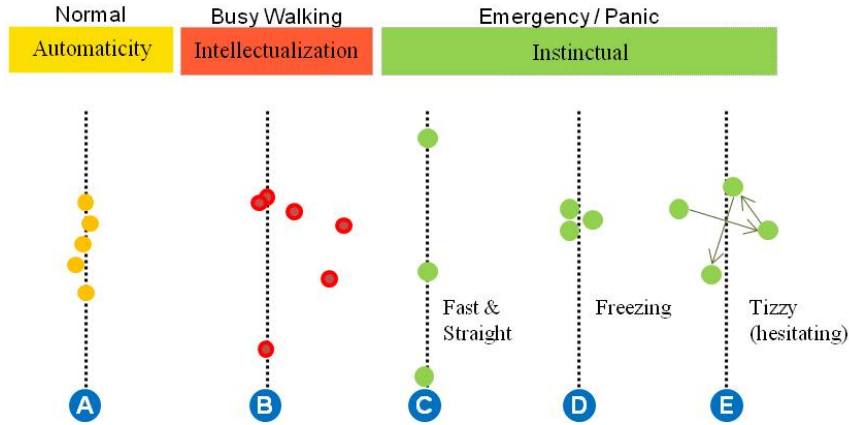 Normal
Busy Walking
Emergency / Panic
Automaticity
Intellectualization
Instinctual
Fast &
Straight
Freezing
Tizzy
(hesitating)
A
B
C
D
E